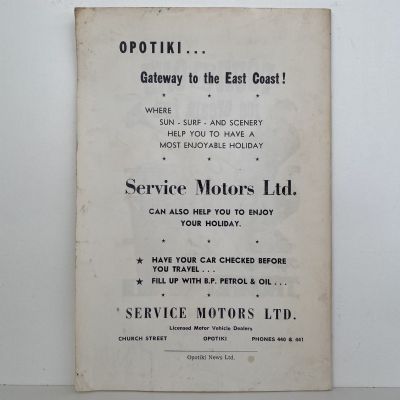 OPOTIKI . . .
Gateway to the East Coast !
★ ★ ★
WHERE
SUN - SURF - AND SCENERY
HELP YOU TO HAVE A
MOST ENJOYABLE HOLIDAY
★ ★ ★
Service Motors Ltd.
CAN ALSO HELP YOU TO ENJOY
YOUR HOLIDAY.
★ ★ ★
★ HAVE YOUR CAR CHECKED BEFORE
YOU TRAVEL . . .
★ FILL UP WITH B.P. PETROL & OIL . . .
★ ★ ★
SERVICE MOTORS LTD.
Licensed Motor Vehicle Dealers
CHURCH STREET OPOTIKI PHONES 440 & 441
Opotiki News Ltd.